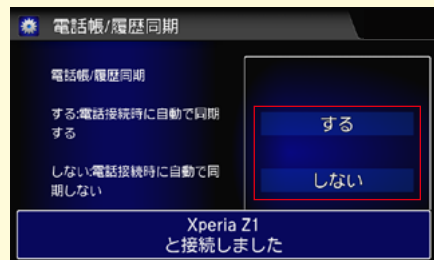 電話帳/履歴同期
電話帳/履歴同期
する:電話接続時に自動で同期
する
しない:電話接続時に自動で同
期しない
する
しない
Xperia Z1
と接続しました